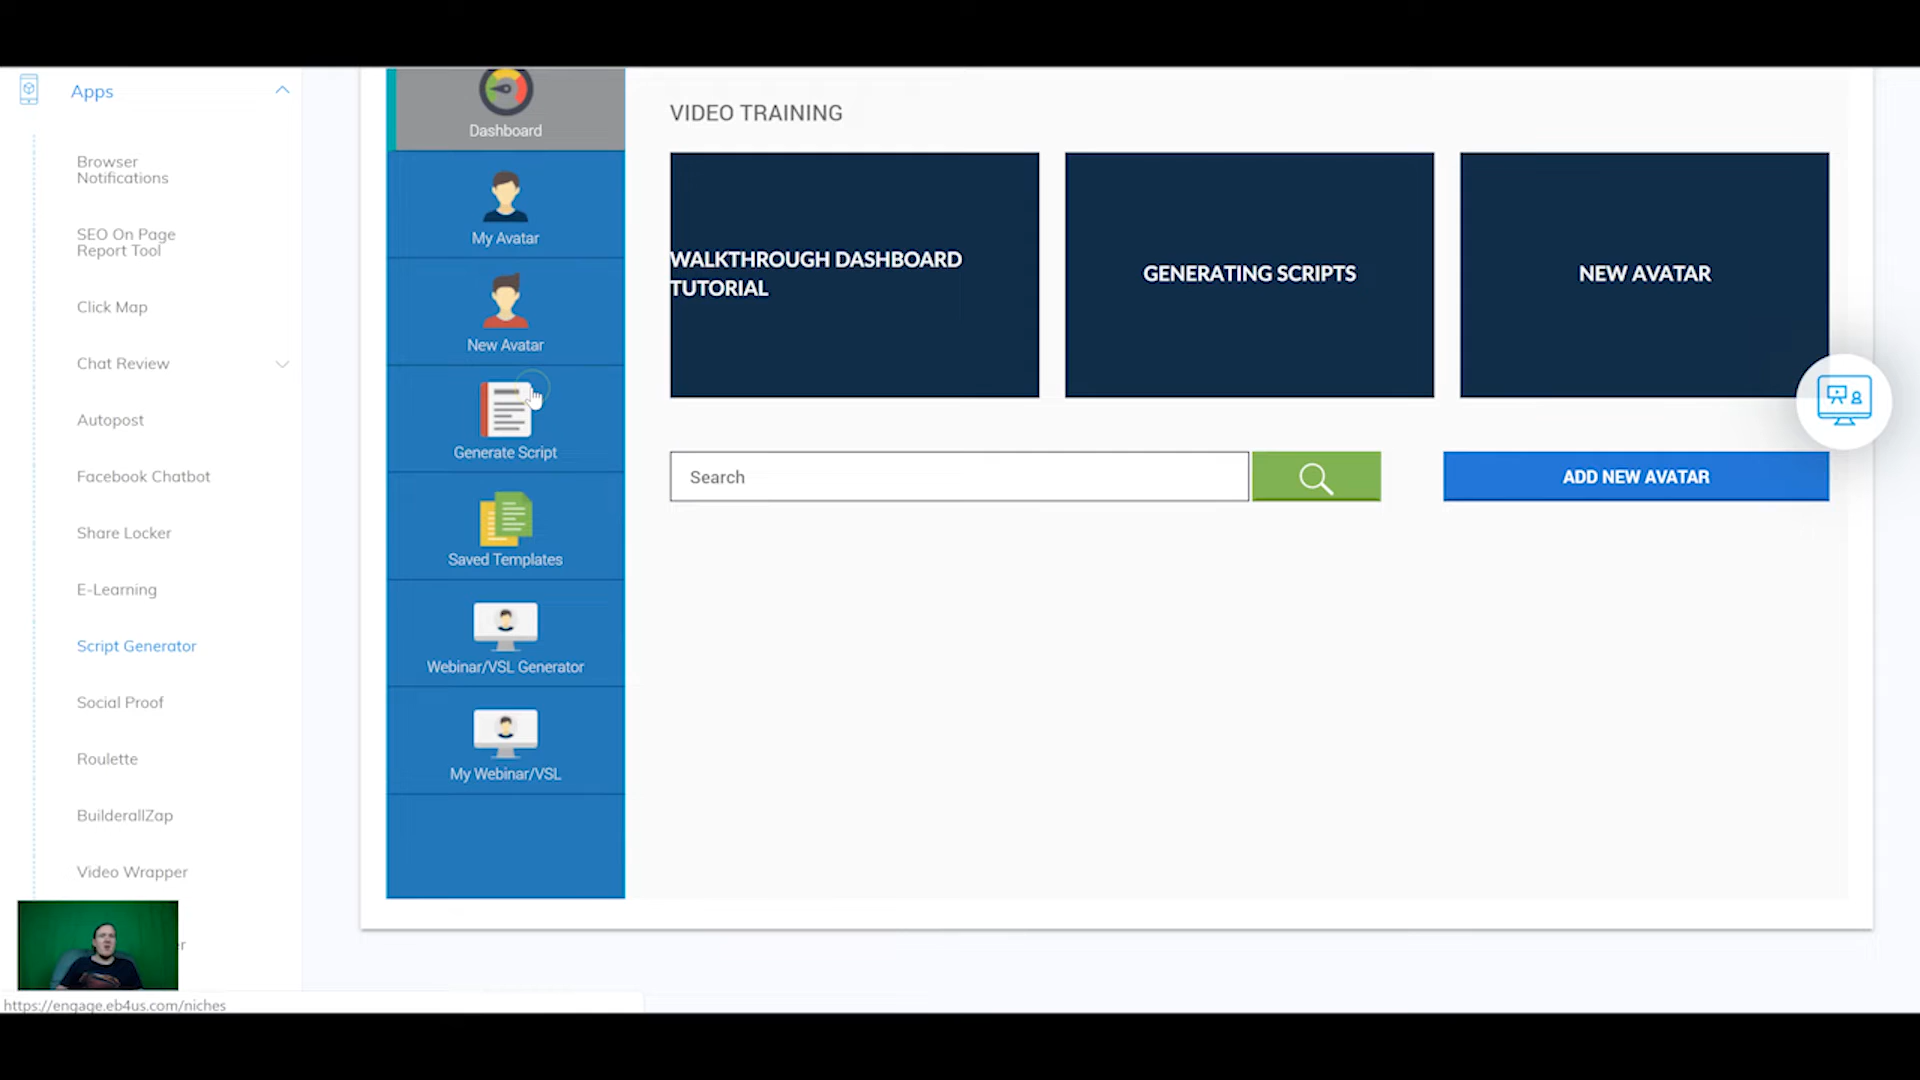 Apps
Browser
Notifications
SEO On Page
Report Tool
Click Map
Chat Review
Autopost
Facebook Chatbot
Share Locker
E-Learning
Script Generator
Social Proof
Roulette
BuilderallZap
Video Wrapper
https://engage.eb4us.com/niches
Dashboard
My Avatar
New Avatar
Generate Script
Saved Templates
Webinar/VSL Generator
My Webinar/VSL
VIDEO TRAINING
WALKTHROUGH DASHBOARD
TUTORIAL
GENERATING SCRIPTS
NEW AVATAR
Search
ADD NEW AVATAR